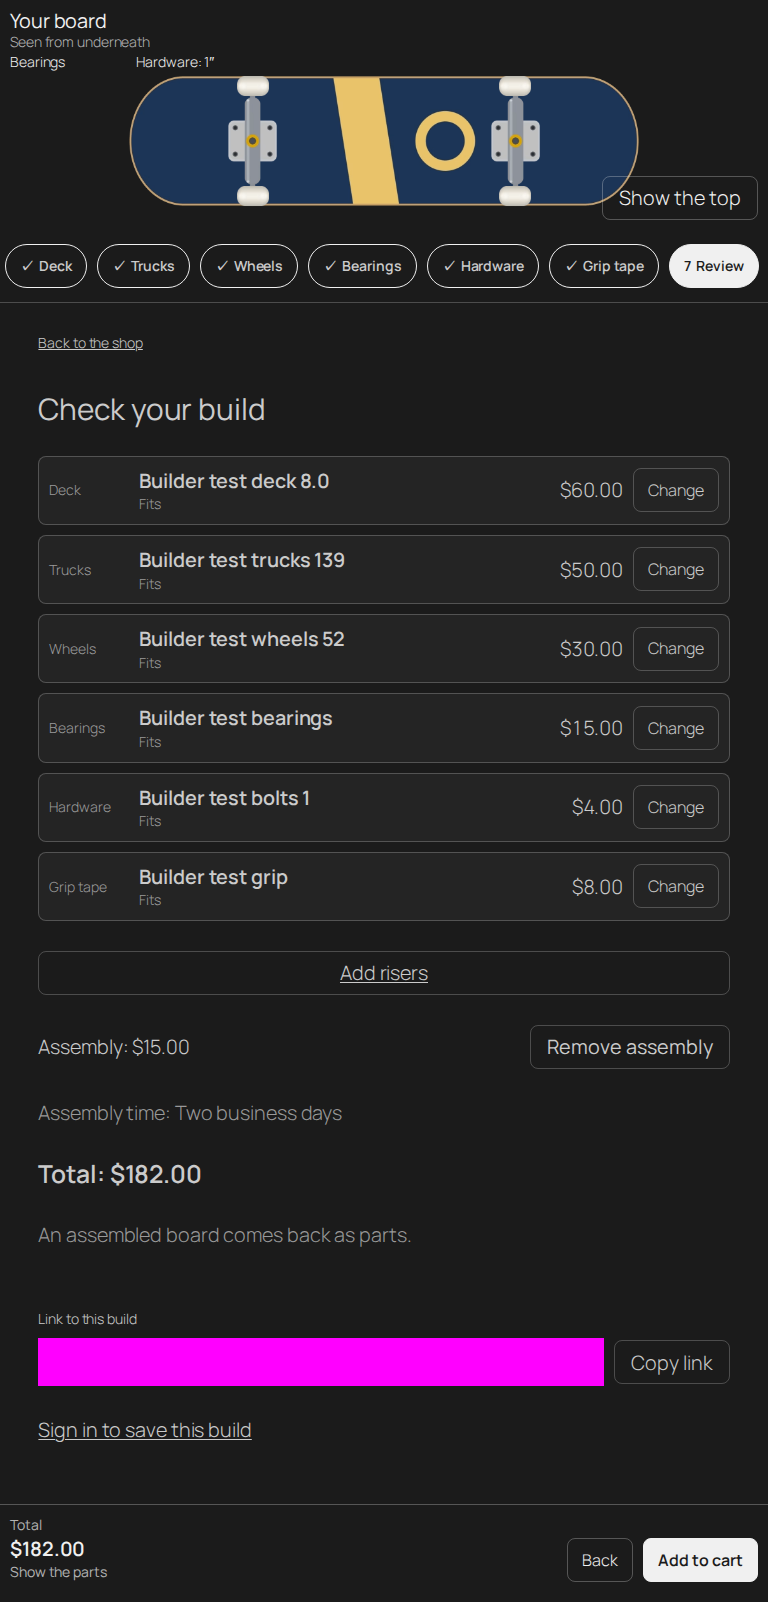 Your board
Seen from underneath
Bearings
Hardware: 1″
Show the top
✓ Deck
✓ Trucks
✓ Wheels
✓ Bearings
✓ Hardware
✓ Grip tape
7 Review
Back to the shop
Check your build
Deck
Builder test deck 8.0
Fits
$60.00
Change
Trucks
Builder test trucks 139
Fits
$50.00
Change
Wheels
Builder test wheels 52
Fits
$30.00
Change
Bearings
Builder test bearings
Fits
$15.00
Change
Hardware
Builder test bolts 1
Fits
$4.00
Change
Grip tape
Builder test grip
Fits
$8.00
Change
Add risers
Assembly: $15.00
Remove assembly
Assembly time: Two business days
Total: $182.00
An assembled board comes back as parts.
Link to this build
Copy link
Sign in to save this build
Total
$182.00
Show the parts
Back
Add to cart